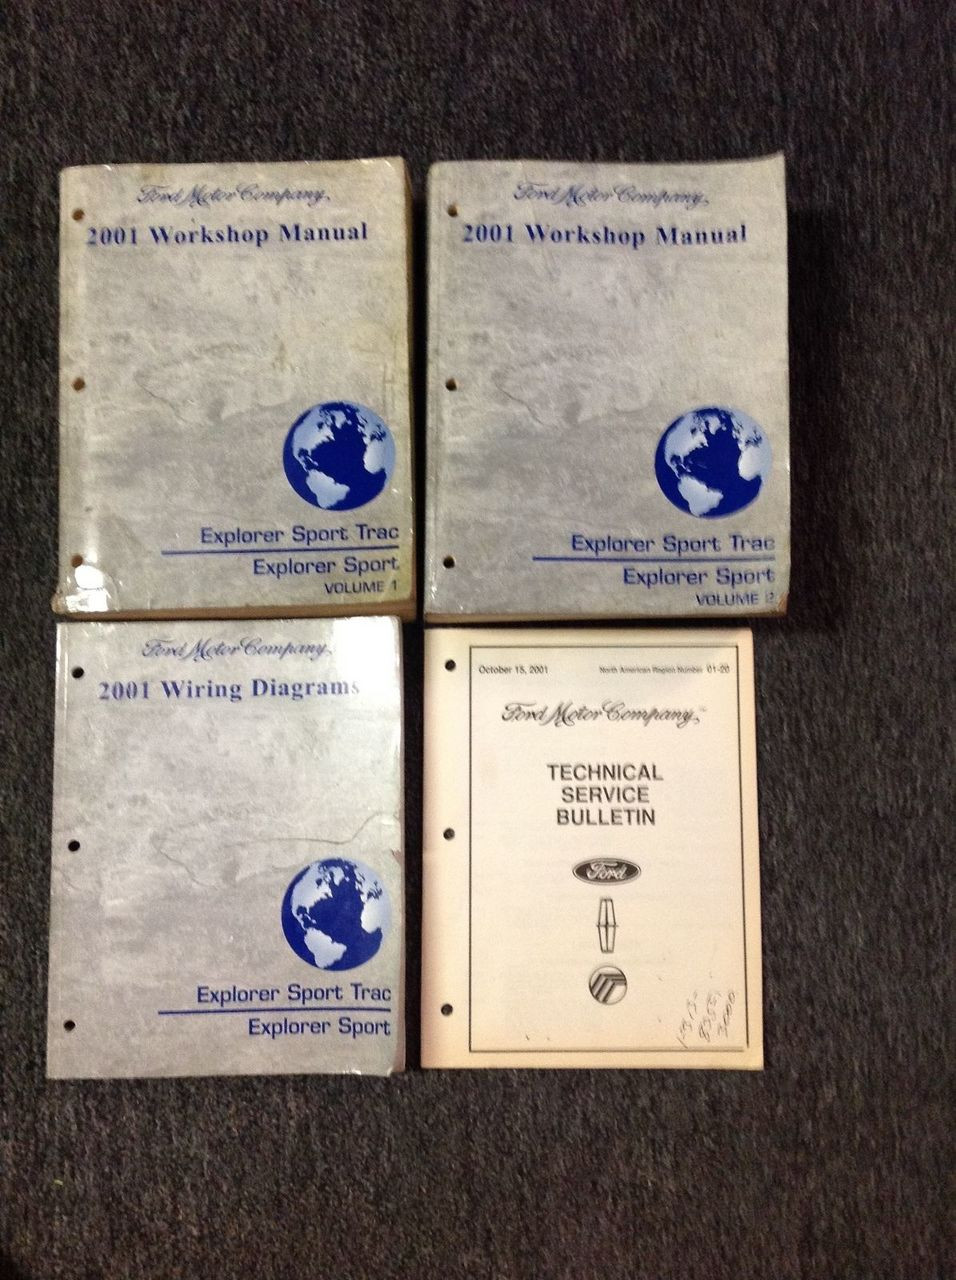 Ford Motor Company,
2001 Workshop Manual
Explorer Sport Trac
Explorer Sport
VOLUME 1
Ford Motor Company,
2001 Workshop Manual
Explorer Sport Trac
Explorer Sport
VOLUME 2
Ford Motor Company,
2001 Wiring Diagrams
Explorer Sport Trac
Explorer Sport
October 15, 2001
North American Region Number 01-20
Ford Motor Company,
TECHNICAL
SERVICE
BULLETIN
Ford